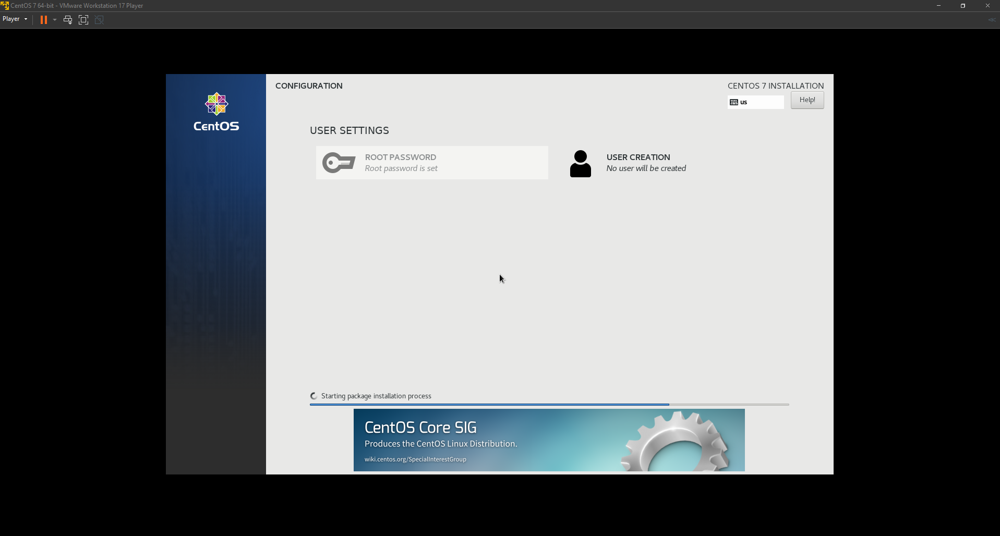 CentOS 7 64-bit - VMware Workstation 17 Player
Player
CONFIGURATION
CENTOS 7 INSTALLATION
us
Help!
CentOS
USER SETTINGS
ROOT PASSWORD
Root password is set
USER CREATION
No user will be created
Starting package installation process
CentOS Core SIG
Produces the CentOS Linux Distribution.
wiki.centos.org/SpecialInterestGroup